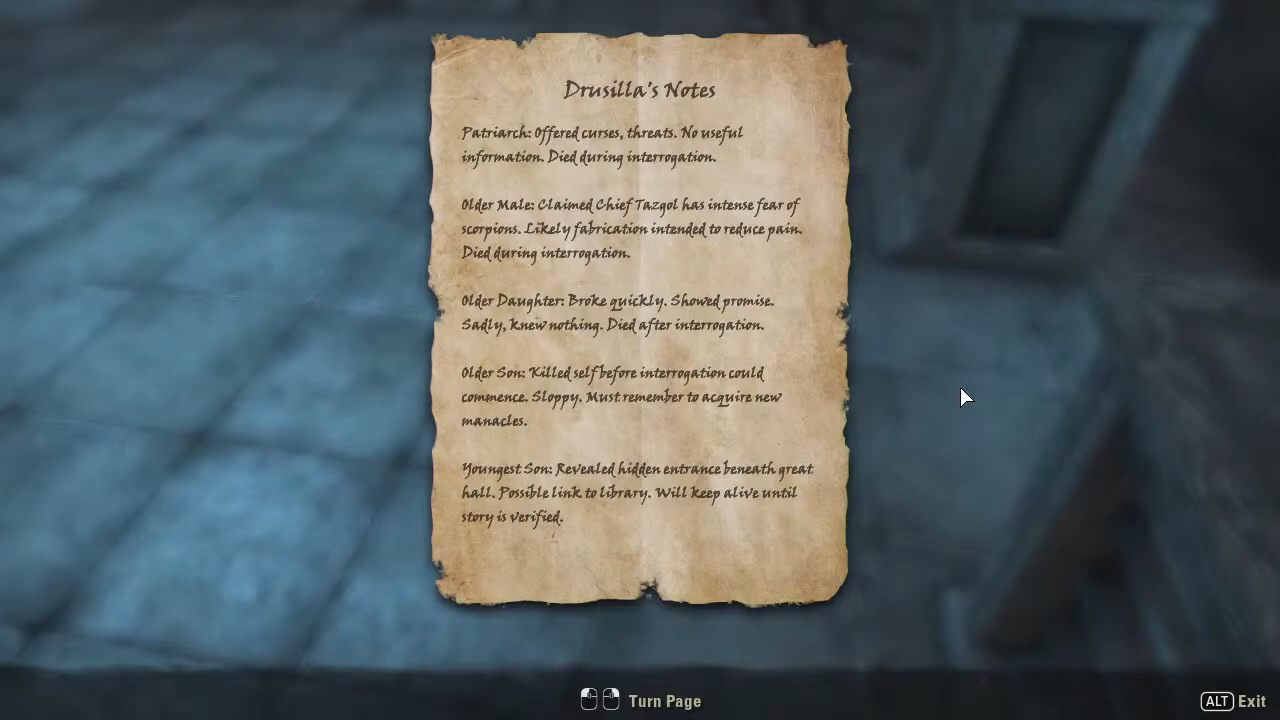 Drusilla's Notes
Patriarch: Offered curses, threats. No useful
information. Died during interrogation.
Older Male: Claimed Chief Tazgol has intense fear of
scorpions. Likely fabrication intended to reduce pain.
Died during interrogation.
Older Daughter: Broke quickly. Showed promise.
Sadly, knew nothing. Died after interrogation.
Older Son: Killed self before interrogation could
commence. Sloppy. Must remember to acquire new
manacles.
Youngest Son: Revealed hidden entrance beneath great
hall. Possible link to library. Will keep alive until
story is verified.
Turn Page
ALT Exit